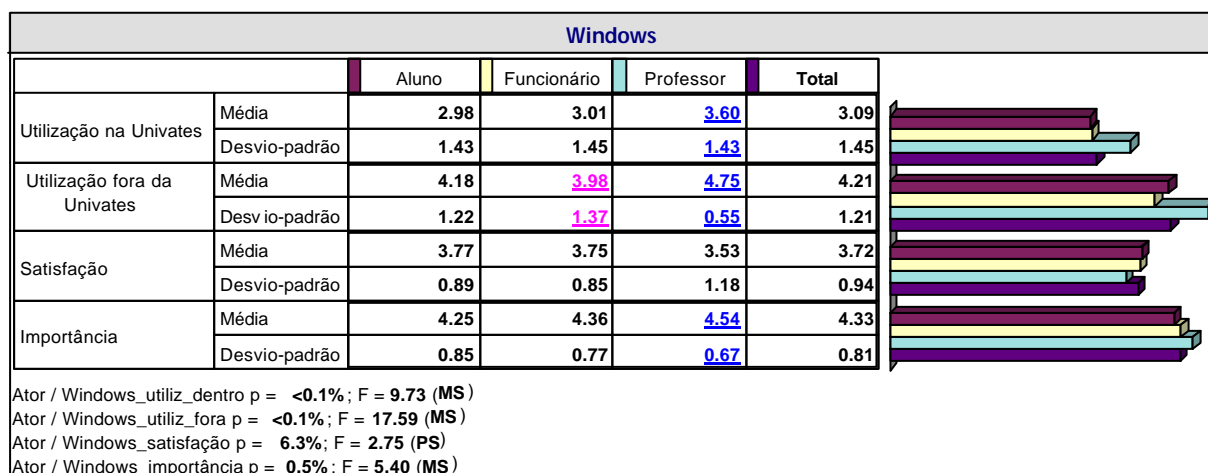 Windows
Aluno Funcionário Professor Total
Utilização na Univates Média 2.98 3.01 3.60 3.09
Desvio-padrão 1.43 1.45 1.43 1.45
Utilização fora da Univates Média 4.18 3.98 4.75 4.21
Desvio-padrão 1.22 1.37 0.55 1.21
Satisfação Média 3.77 3.75 3.53 3.72
Desvio-padrão 0.89 0.85 1.18 0.94
Importância Média 4.25 4.36 4.54 4.33
Desvio-padrão 0.85 0.77 0.67 0.81
Ator / Windows_utiliz_dentro p = <0.1%; F = 9.73 (MS)
Ator / Windows_utiliz_fora p = <0.1%; F = 17.59 (MS)
Ator / Windows_satisfação p = 6.3%; F = 2.75 (PS)
Ator / Windows_importância p = 0.5%; F = 5.40 (MS)